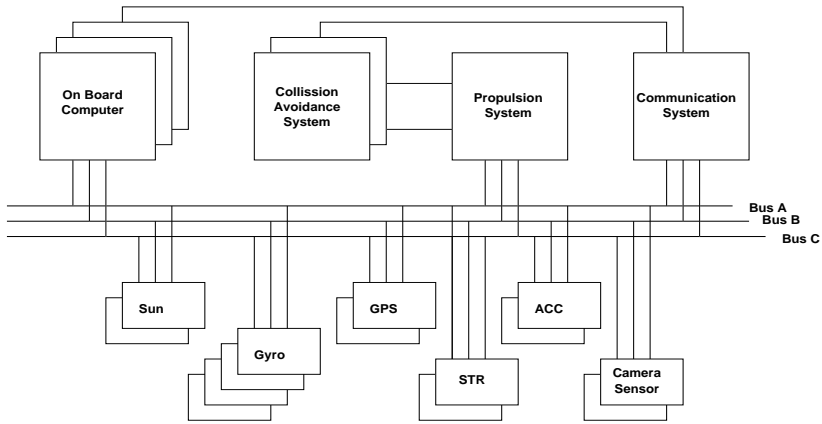 On Board
Computer
Collission
Avoidance
System
Propulsion
System
Communication
System
Bus A
Bus B
Bus C
Sun
GPS
ACC
Gyro
STR
Camera
Sensor